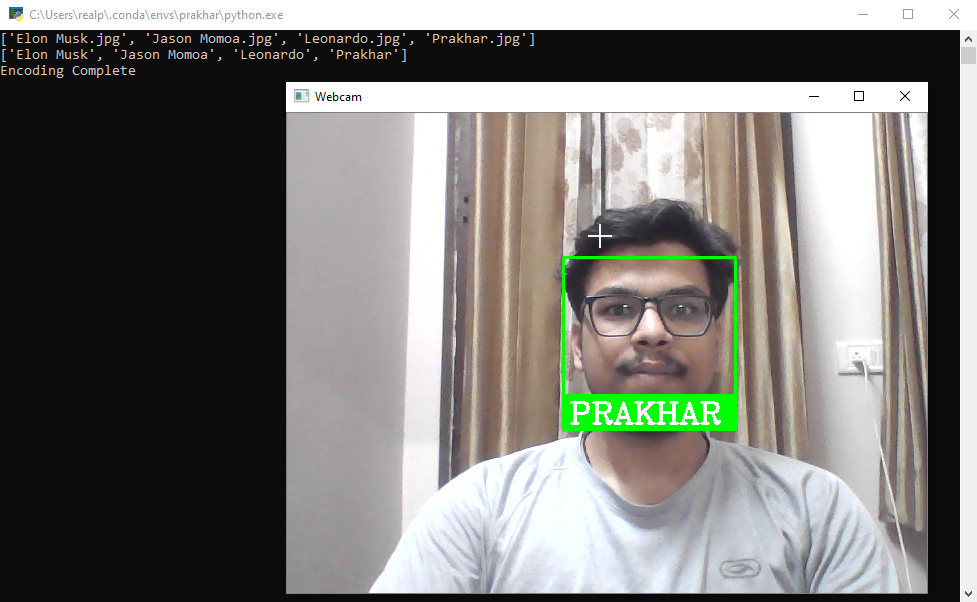 C:\Users\realp\.conda\envs\prakhar\python.exe
['Elon Musk.jpg', 'Jason Momoa.jpg', 'Leonardo.jpg', 'Prakhar.jpg']
['Elon Musk', 'Jason Momoa', 'Leonardo', 'Prakhar']
Encoding Complete
Webcam
PRAKHAR